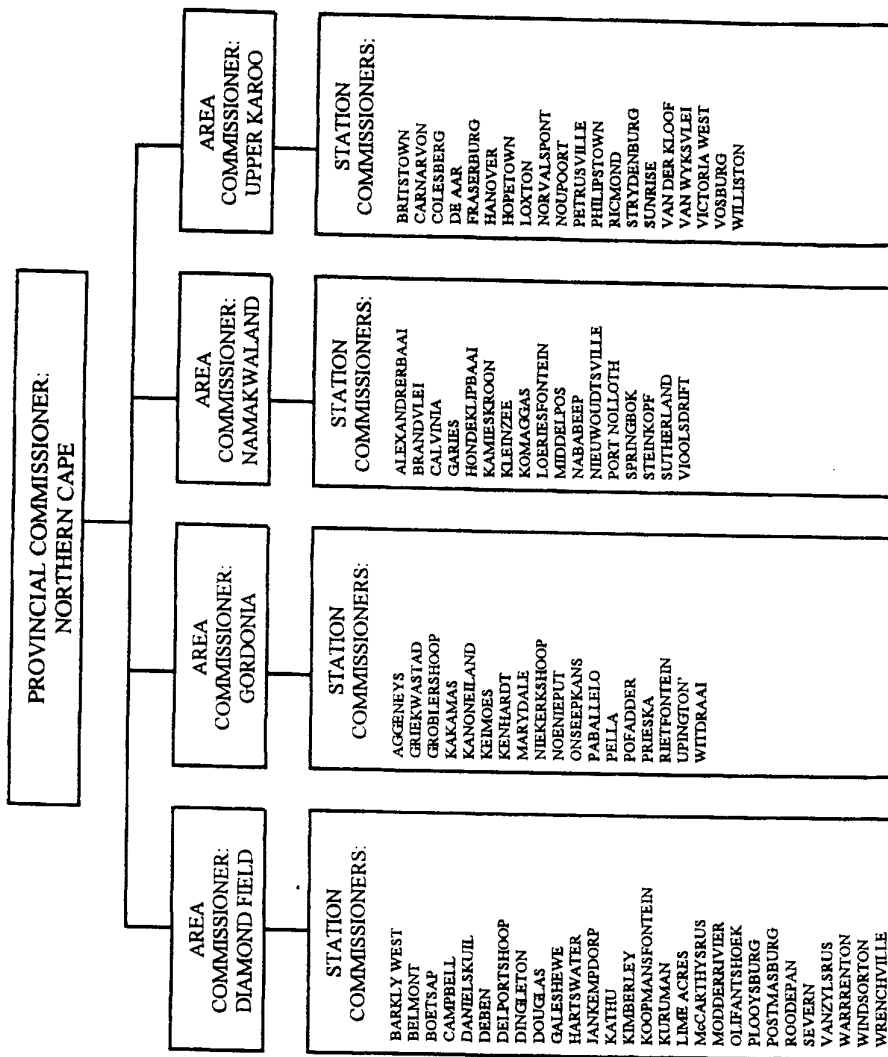 PROVINCIAL COMMISSIONER:
NORTHERN CAPE
AREA
COMMISSIONER:
DIAMOND FIELD
STATION
COMMISSIONERS:
BARKLY WEST
BELMONT
BOETSAP
CAMPBELL
DANIELSKUIL
DEBEN
DELPORTSHOOP
DINGLETON
DOUGLAS
GALESHEWE
HARTSWATER
JANKEMPDORP
KATHU
KIMBERLEY
KOOPMANSFONTEIN
KURUMAN
LIME ACRES
McCARTHYSRUS
MODDERRIVIER
OLIFANTSHOEK
PLOOYSBURG
POSTMASBURG
ROODEPAN
SEVERN
VANZYLSRUS
WARRRENTON
WINDSORTON
WRENCHVILLE
AREA
COMMISSIONER:
GORDONIA
STATION
COMMISSIONERS:
AGGENEYS
GRIEKWASTAD
GROBLERSHOOP
KAKAMAS
KANONEILAND
KEIMOES
KENHARDT
MARYDALE
NIEKERKSHOOP
NOENIEPUT
ONSEEPKANS
PABALLELO
PELLA
POFADDER
PRIESKA
RIETFONTEIN
UPINGTON'
WITDRAAI
AREA
COMMISSIONER:
NAMAKWALAND
STATION
COMMISSIONERS:
ALEXANDRERBAAI
BRANDVLEI
CALVINIA
GARIES
HONDEKLIPBAAI
KAMIESKROON
KLEINZEE
KOMAGGAS
LOERIESFONTEIN
MIDDELPOS
NABABEEP
NIEUWOUDTSVILLE
PORT NOLLOTH
SPRINGBOK
STEINKOPF
SUTHERLAND
VIOOLSDRIFT
AREA
COMMISSIONER:
UPPER KAROO
STATION
COMMISSIONERS:
BRITSTOWN
CARNARVON
COLESBERG
DE AAR
FRASERBURG
HANOVER
HOPETOWN
LOXTON
NORVALSPONT
NOUPOORT
PETRUSVILLE
PHILIPSTOWN
RICMOND
STRYDENBURG
SUNRISE
VAN DER KLOOF
VAN WYKSVLEI
VICTORIA WEST
VOSBURG
WILLISTON